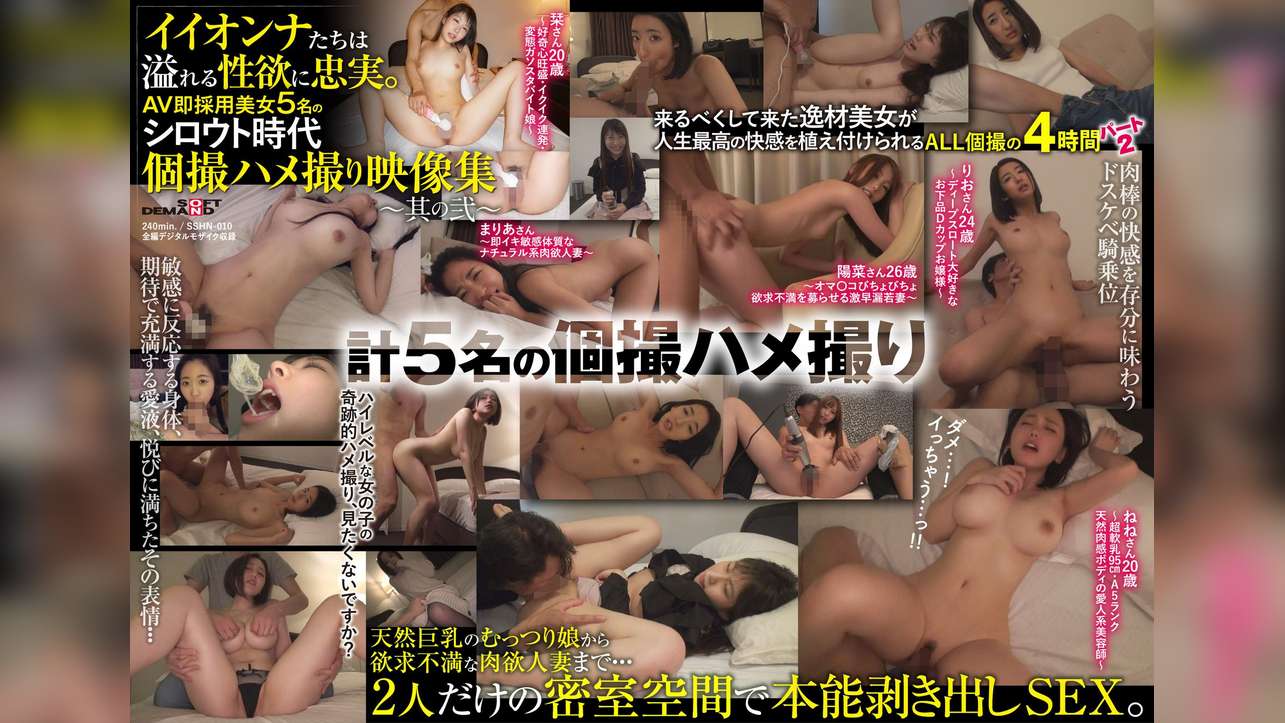 イイオンナたちは
溢れる性欲に忠実。
AV即採用美女5名の
シロウト時代
個撮ハメ撮り映像集
～其の弐～
SOFT ON DEMAND
240min. / SSHN-010
全編デジタルモザイク収録
栞さん20歳
～好奇心旺盛・イクイク連発・
変態ガソスタバイト娘～
来るべくして来た逸材美女が
人生最高の快感を植え付けられるALL個撮の4時間
パート2
まりあさん
～即イキ敏感体質な
ナチュラル系肉欲人妻～
陽菜さん26歳
～オマ〇コびちょびちょ
欲求不満を募らせる激早漏若妻～
りおさん24歳
～ディープスロート大好きな
お下品Dカップお嬢様～
肉棒の快感を存分に味わう
ドスケベ騎乗位
計5名の個撮ハメ撮り
敏感に反応する身体、
期待で充満する愛液、悦びに満ちたその表情…
ハイレベルな女の子の
奇跡的ハメ撮り、見たくないですか？
ダメ…！
イっちゃう…っ!!
ねねさん20歳
～超軟乳95cm・A5ランク
天然肉感ボディの愛人系美容師～
天然巨乳のむっつり娘から
欲求不満な肉欲人妻まで…
2人だけの密室空間で本能剥き出しSEX。